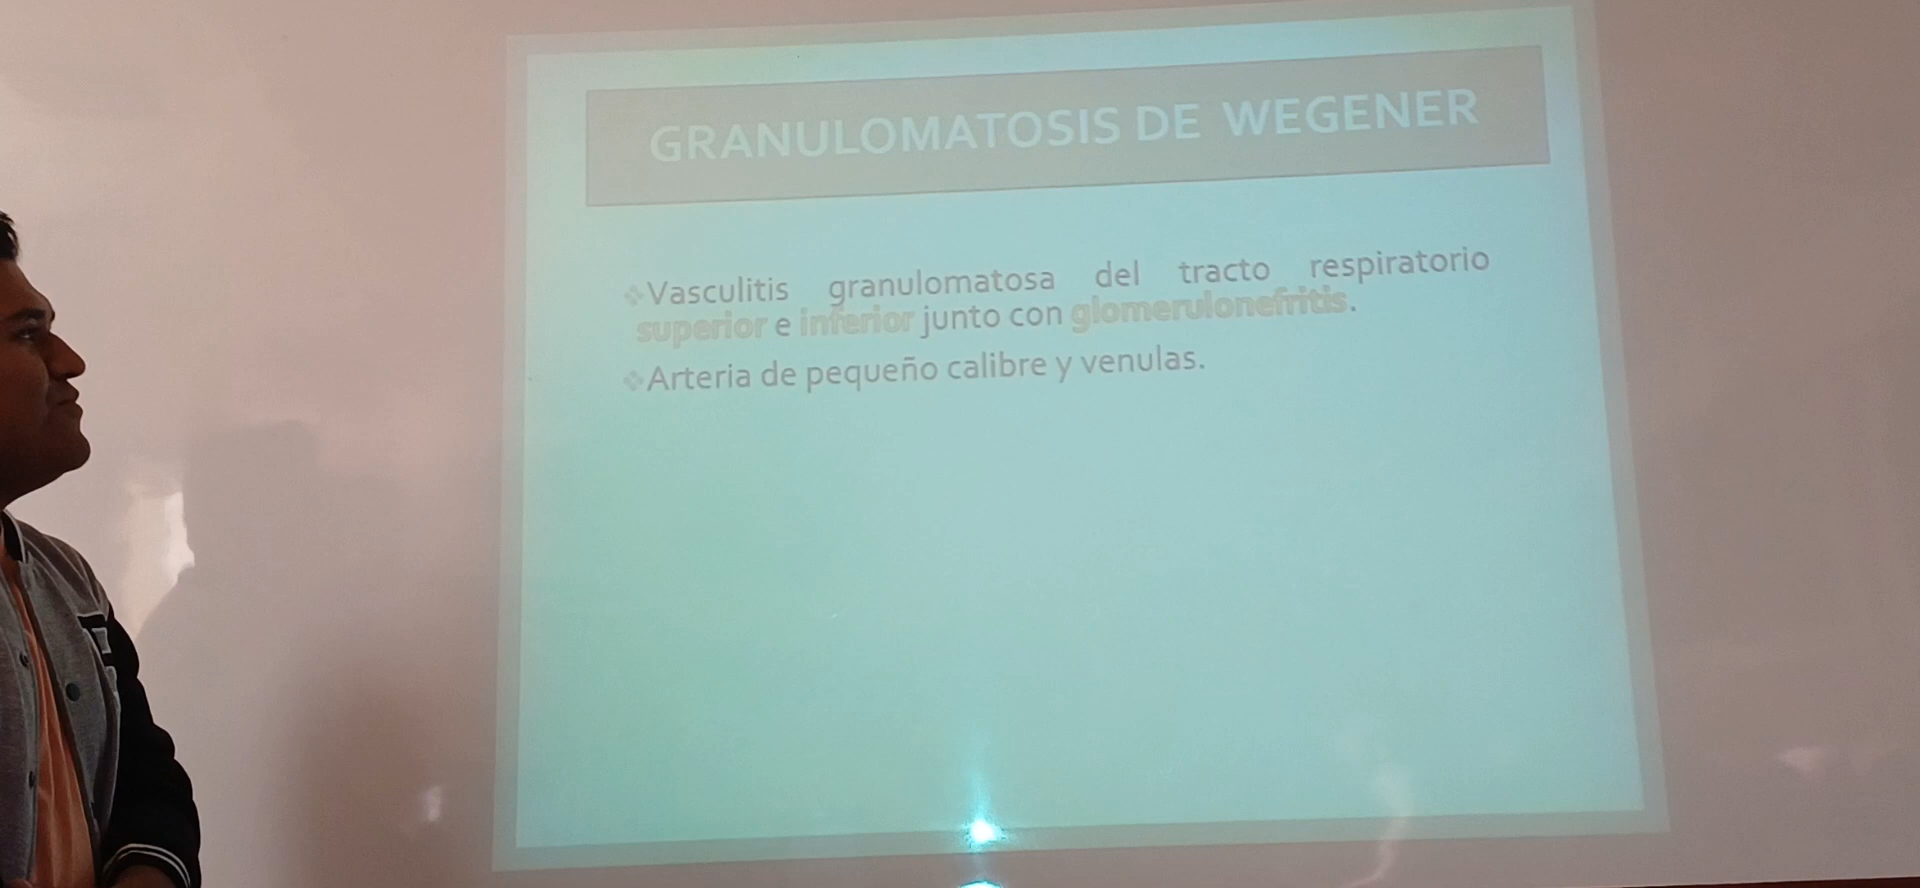 GRANULOMATOSIS DE WEGENER
Vasculitis granulomatosa del tracto respiratorio
superior e inferior junto con glomerulonefritis.
Arteria de pequeño calibre y venulas.